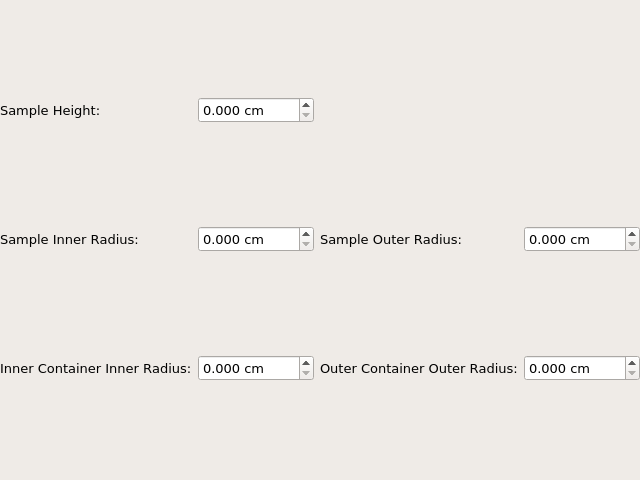 Sample Height: 0.000 cm
Sample Inner Radius: 0.000 cm Sample Outer Radius: 0.000 cm
Inner Container Inner Radius: 0.000 cm Outer Container Outer Radius: 0.000 cm